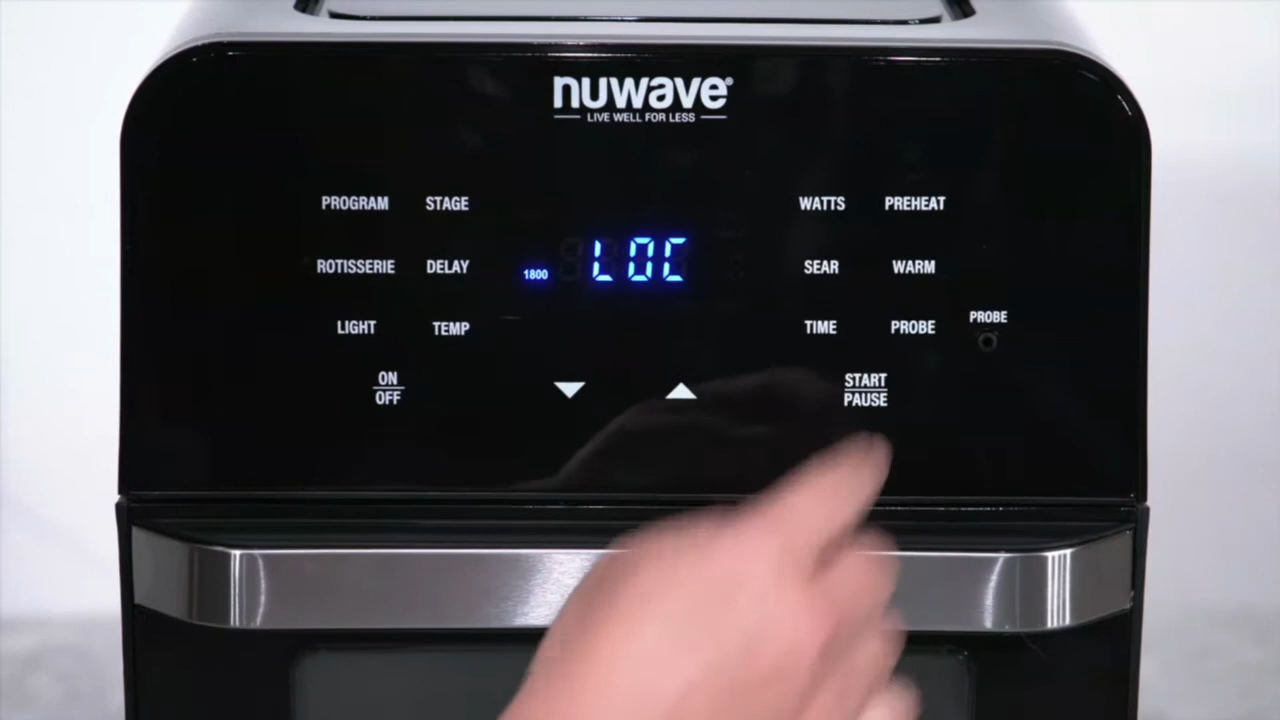 nuwave®
LIVE WELL FOR LESS
PROGRAM STAGE
WATTS PREHEAT
ROTISSERIE DELAY
1800 LOC
SEAR WARM
LIGHT TEMP
TIME PROBE
PROBE
ON
OFF
START
PAUSE